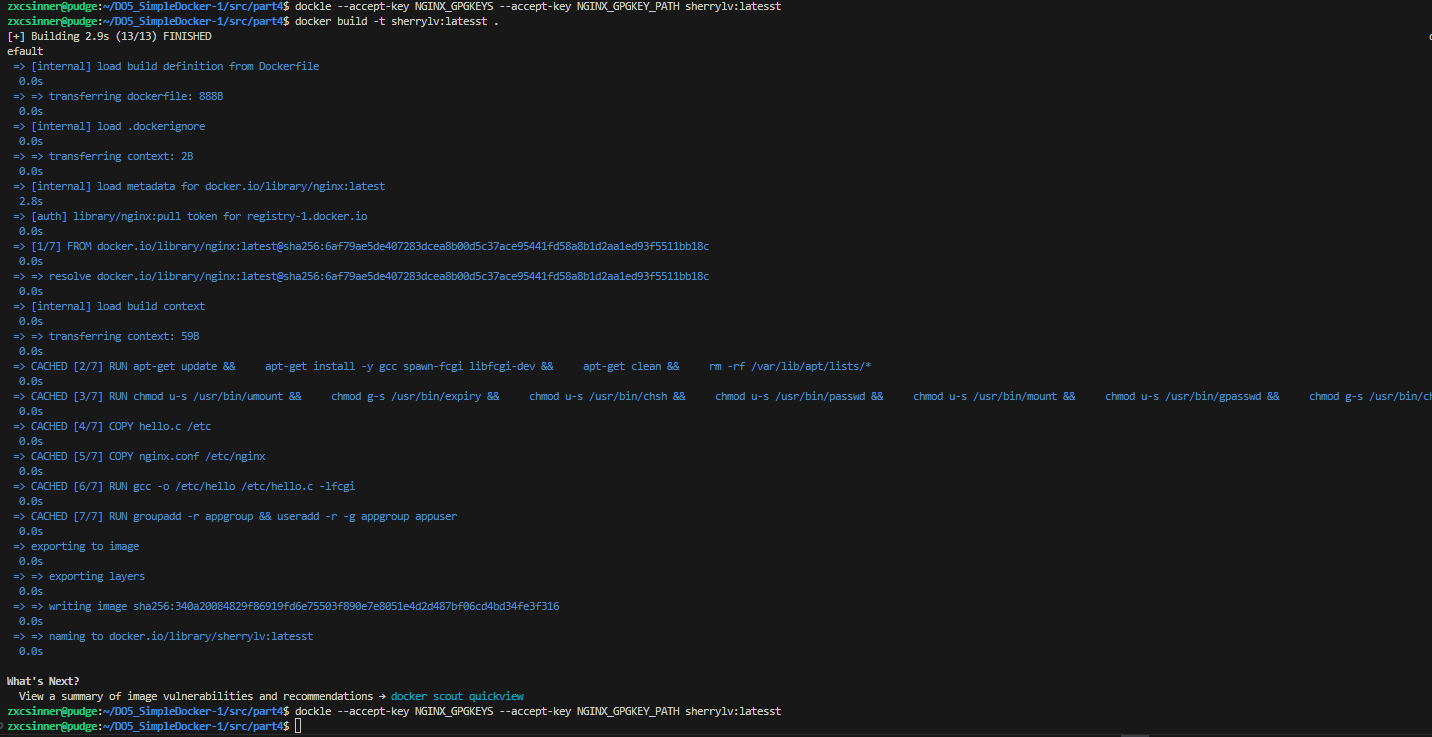 zxcsinner@pudge:~/DO5_SimpleDocker-1/src/part4$ dockle --accept-key NGINX_GPGKEYS --accept-key NGINX_GPGKEY_PATH sherrylv:latesst
zxcsinner@pudge:~/DO5_SimpleDocker-1/src/part4$ docker build -t sherrylv:latesst .
[+] Building 2.9s (13/13) FINISHED
efault
=> [internal] load build definition from Dockerfile
0.0s
=> => transferring dockerfile: 888B
0.0s
=> [internal] load .dockerignore
0.0s
=> => transferring context: 2B
0.0s
=> [internal] load metadata for docker.io/library/nginx:latest
2.8s
=> [auth] library/nginx:pull token for registry-1.docker.io
0.0s
=> [1/7] FROM docker.io/library/nginx:latest@sha256:6af79ae5de407283dcea8b00d5c37ace95441fd58a8b1d2aa1ed93f5511bb18c
0.0s
=> => resolve docker.io/library/nginx:latest@sha256:6af79ae5de407283dcea8b00d5c37ace95441fd58a8b1d2aa1ed93f5511bb18c
0.0s
=> [internal] load build context
0.0s
=> => transferring context: 59B
0.0s
=> CACHED [2/7] RUN apt-get update &&     apt-get install -y gcc spawn-fcgi libfcgi-dev &&     apt-get clean &&     rm -rf /var/lib/apt/lists/*
0.0s
=> CACHED [3/7] RUN chmod u-s /usr/bin/umount &&     chmod g-s /usr/bin/expiry &&     chmod u-s /usr/bin/chsh &&     chmod u-s /usr/bin/passwd &&     chmod u-s /usr/bin/mount &&     chmod u-s /usr/bin/gpasswd &&     chmod g-s /usr/bin/ch
0.0s
=> CACHED [4/7] COPY hello.c /etc
0.0s
=> CACHED [5/7] COPY nginx.conf /etc/nginx
0.0s
=> CACHED [6/7] RUN gcc -o /etc/hello /etc/hello.c -lfcgi
0.0s
=> CACHED [7/7] RUN groupadd -r appgroup && useradd -r -g appgroup appuser
0.0s
=> exporting to image
0.0s
=> => exporting layers
0.0s
=> => writing image sha256:340a20084829f86919fd6e75503f890e7e8051e4d2d487bf06cd4bd34fe3f316
0.0s
=> => naming to docker.io/library/sherrylv:latesst
0.0s
What's Next?
View a summary of image vulnerabilities and recommendations → docker scout quickview
zxcsinner@pudge:~/DO5_SimpleDocker-1/src/part4$ dockle --accept-key NGINX_GPGKEYS --accept-key NGINX_GPGKEY_PATH sherrylv:latesst
zxcsinner@pudge:~/DO5_SimpleDocker-1/src/part4$